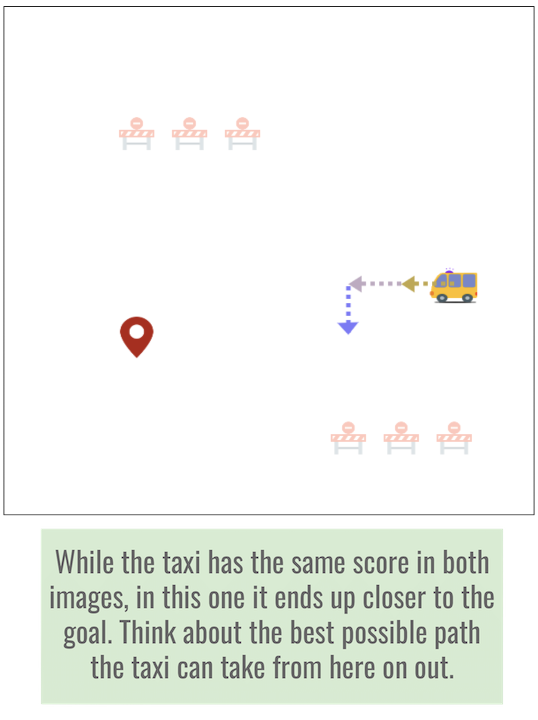 While the taxi has the same score in both
images, in this one it ends up closer to the
goal. Think about the best possible path
the taxi can take from here on out.